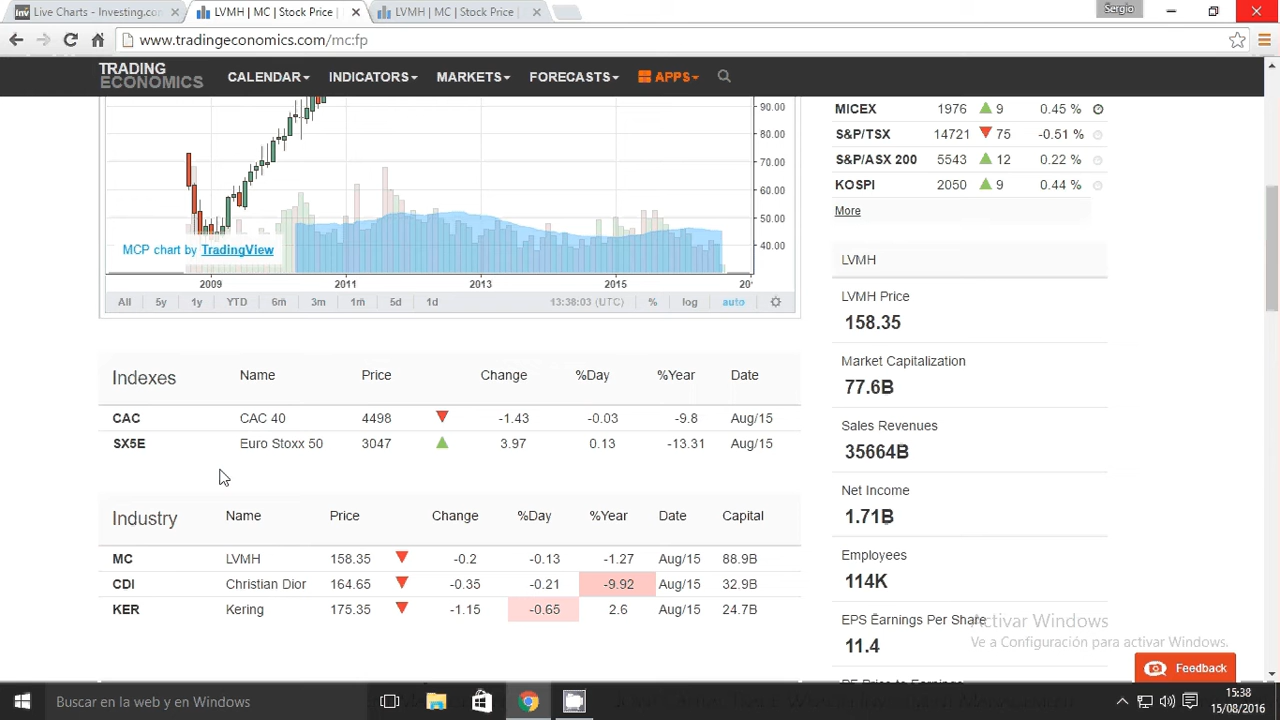 Live Charts - Investing.com
LVMH | MC | Stock Price |
LVMH | MC | Stock Price |
Sergio
www.tradingeconomics.com/mc:fp
TRADING ECONOMICS
CALENDAR
INDICATORS
MARKETS
FORECASTS
APPS
90.00
80.00
70.00
60.00
50.00
40.00
MCP chart by TradingView
2009 2011 2013 2015 20
All 5y 1y YTD 6m 3m 1m 5d 1d 13:38:03 (UTC) % log auto
MICEX 1976 9 0.45 %
S&P/TSX 14721 75 -0.51 %
S&P/ASX 200 5543 12 0.22 %
KOSPI 2050 9 0.44 %
More
Indexes Name Price Change %Day %Year Date
CAC CAC 40 4498 -1.43 -0.03 -9.8 Aug/15
SX5E Euro Stoxx 50 3047 3.97 0.13 -13.31 Aug/15
Industry Name Price Change %Day %Year Date Capital
MC LVMH 158.35 -0.2 -0.13 -1.27 Aug/15 88.9B
CDI Christian Dior 164.65 -0.35 -0.21 -9.92 Aug/15 32.9B
KER Kering 175.35 -1.15 -0.65 2.6 Aug/15 24.7B
LVMH
LVMH Price
158.35
Market Capitalization
77.6B
Sales Revenues
35664B
Net Income
1.71B
Employees
114K
EPS Earnings Per Share
11.4
Activar Windows
Ve a Configuración para activar Windows.
Feedback
Buscar en la web y en Windows
15:38
15/08/2016